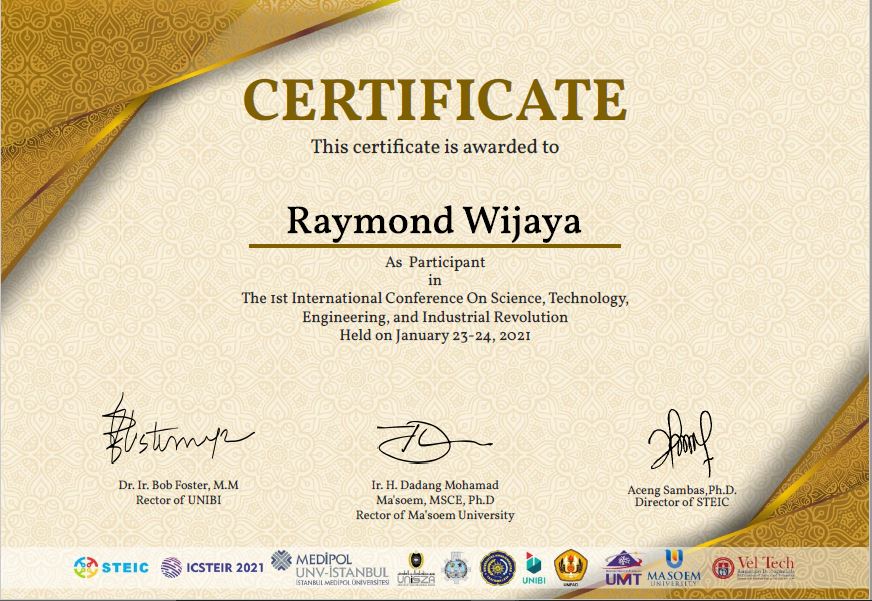 CERTIFICATE
This certificate is awarded to
Raymond Wijaya
As Participant
in
The 1st International Conference On Science, Technology,
Engineering, and Industrial Revolution
Held on January 23-24, 2021
Dr. Ir. Bob Foster, M.M
Rector of UNIBI
Ir. H. Dadang Mohamad
Ma'soem, MSCE, Ph.D
Rector of Ma'soem University
Aceng Sambas,Ph.D.
Director of STEIC
STEIC
ICSTEIR 2021
MEDİPOL
UNV-İSTANBUL
İSTANBUL MEDİPOL ÜNİVERSİTESİ
UNISZA
UNIBI
UNPAD
UMT
MASOEM
UNIVERSITY
Vel Tech